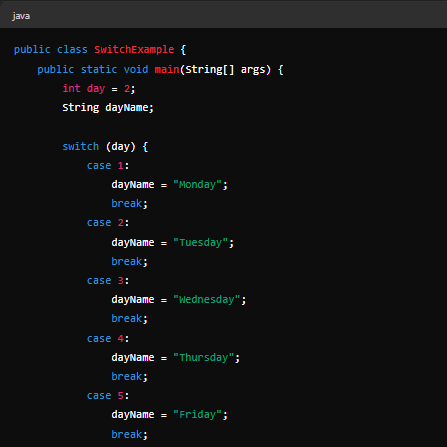 java
public class SwitchExample {
    public static void main(String[] args) {
        int day = 2;
        String dayName;

        switch (day) {
            case 1:
                dayName = "Monday";
                break;
            case 2:
                dayName = "Tuesday";
                break;
            case 3:
                dayName = "Wednesday";
                break;
            case 4:
                dayName = "Thursday";
                break;
            case 5:
                dayName = "Friday";
                break;